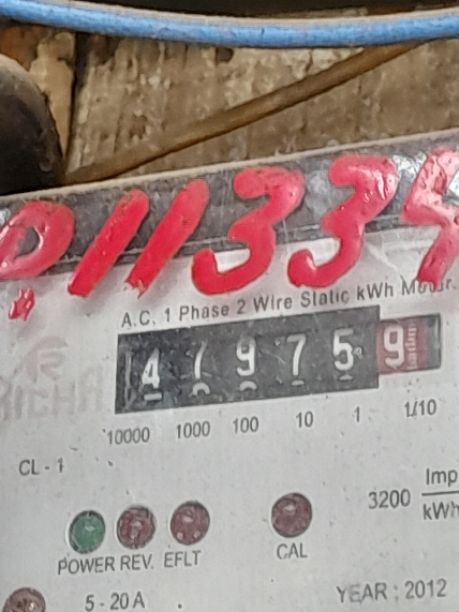 P11334
A.C. 1 Phase 2 Wire Static kWh Meter.
4 7 9 7 5 9
10000 1000 100 10 1 1/10
CL - 1
3200 Imp
kWh
POWER REV. EFLT CAL
5 - 20 A
YEAR : 2012